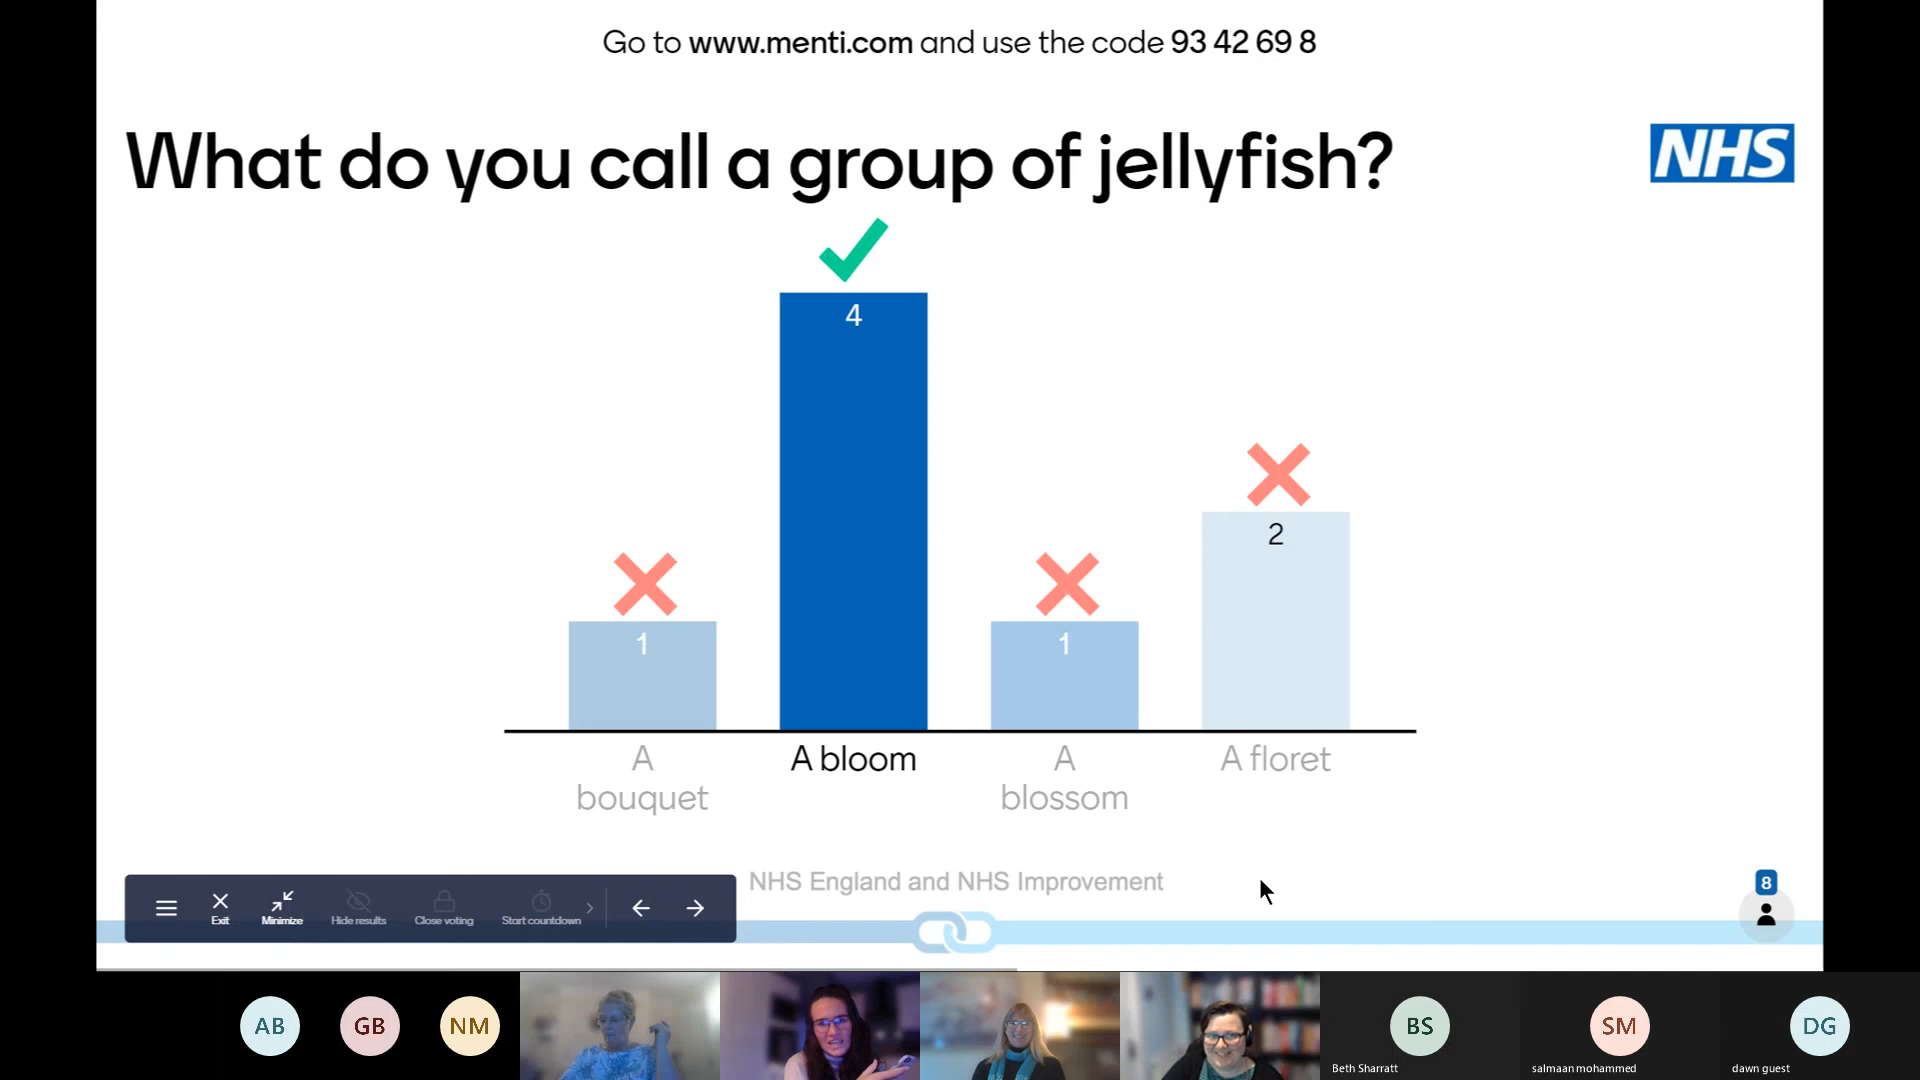 Go to www.menti.com and use the code 93 42 69 8
What do you call a group of jellyfish?
NHS
4
1
1
2
A bouquet
A bloom
A blossom
A floret
NHS England and NHS Improvement
Exit
Minimize
Hide results
Close voting
Start countdown
8
AB
GB
NM
BS
SM
DG
Beth Sharratt
salmaan mohammed
dawn guest